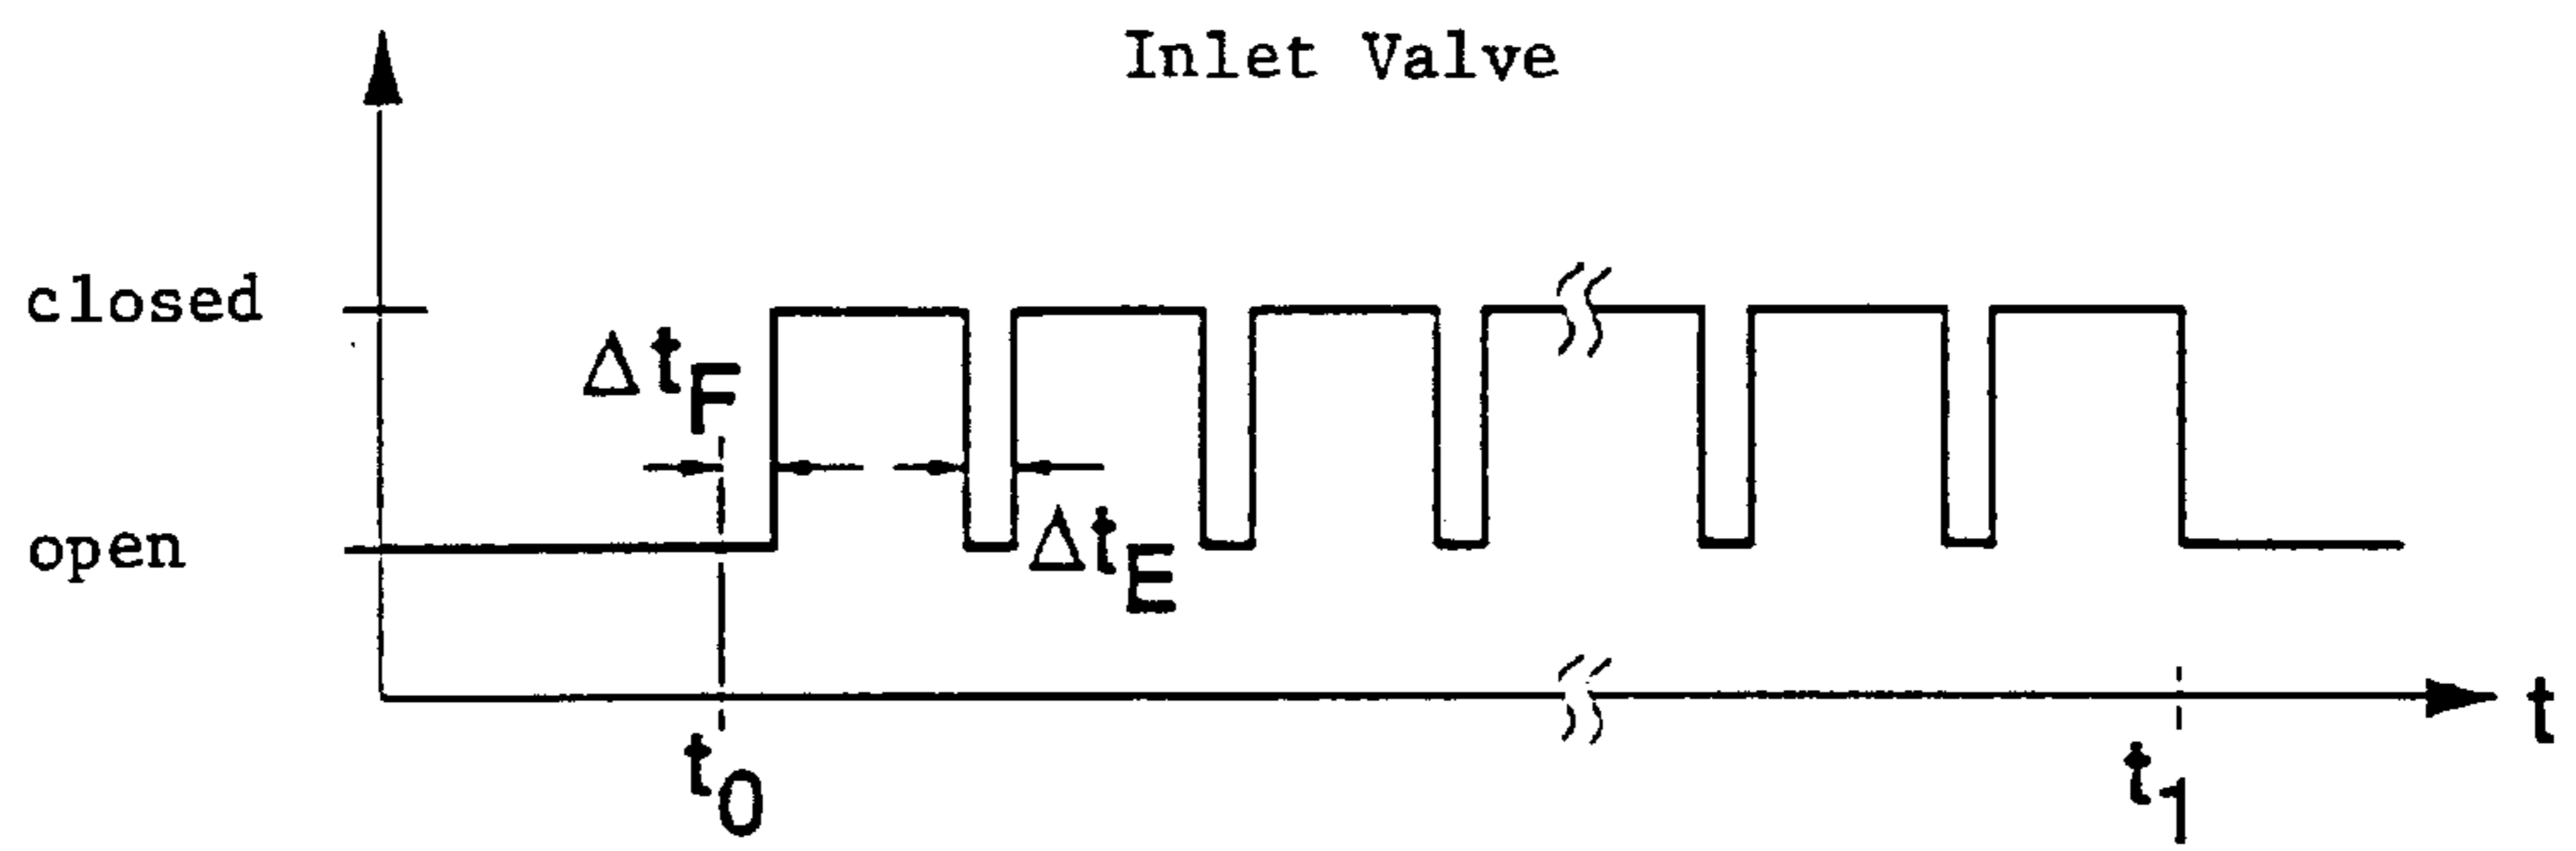 Inlet Valve
closed
Δt_F
open
Δt_E
t
t_0
t_1